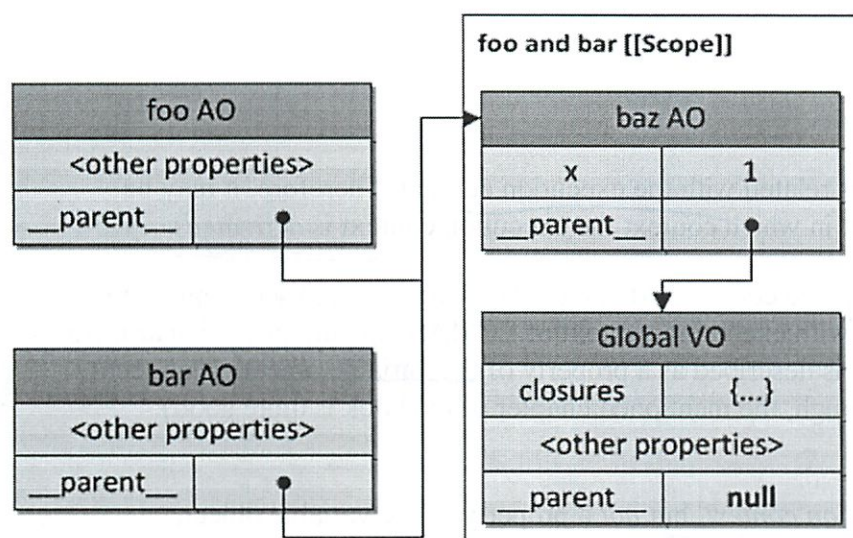 foo and bar [[Scope]]
foo AO
<other properties>
__parent__
bar AO
<other properties>
__parent__
baz AO
x 1
__parent__
Global VO
closures {...}
<other properties>
__parent__ null